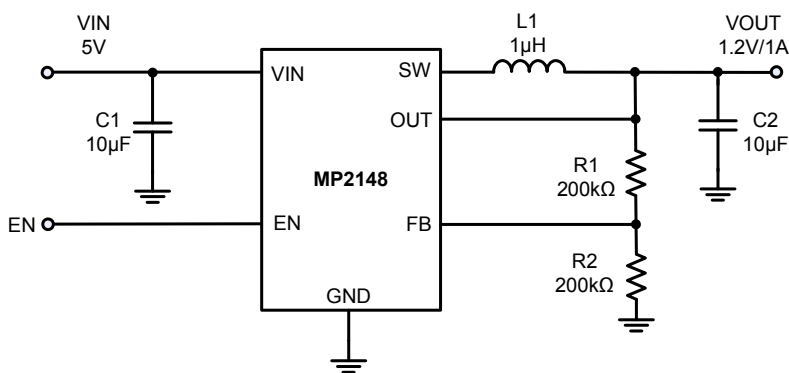 VIN
5V
C1
10µF
EN
VIN
SW
OUT
MP2148
EN
FB
GND
L1
1µH
R1
200kΩ
R2
200kΩ
VOUT
1.2V/1A
C2
10µF